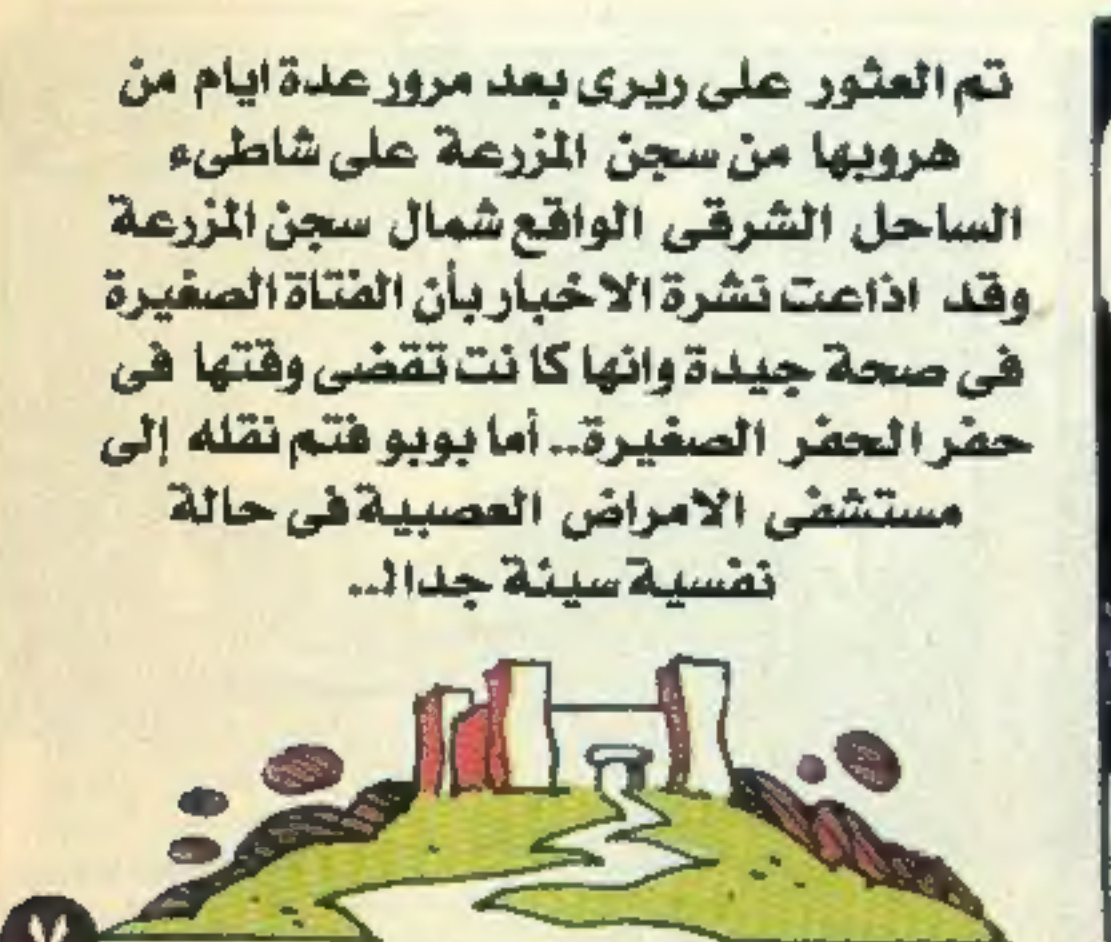 تم العثور على ريرى بعد مرور عدة ايام من
هروبها من سجن المزرعة على شاطىء
الساحل الشرقى الواقع شمال سجن المزرعة
وقد اذاعت نشرة الاخبار بأن الفتاة الصغيرة
فى صحة جيدة وانها كا نت تقضى وقتها فى
حفر الحفر الصغيرة.. أما بوبو فتم نقله إلى
مستشفى الامراض العصبية فى حالة
نفسية سيئة جدا!..
٧